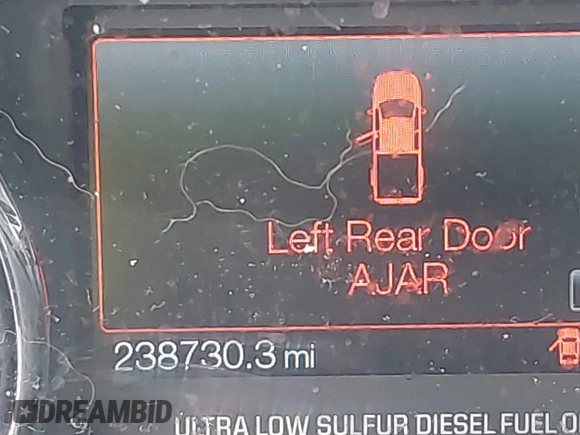 Left Rear Door
AJAR
238730.3 mi
DREAMBID
ULTRA LOW SULFUR DIESEL FUEL O